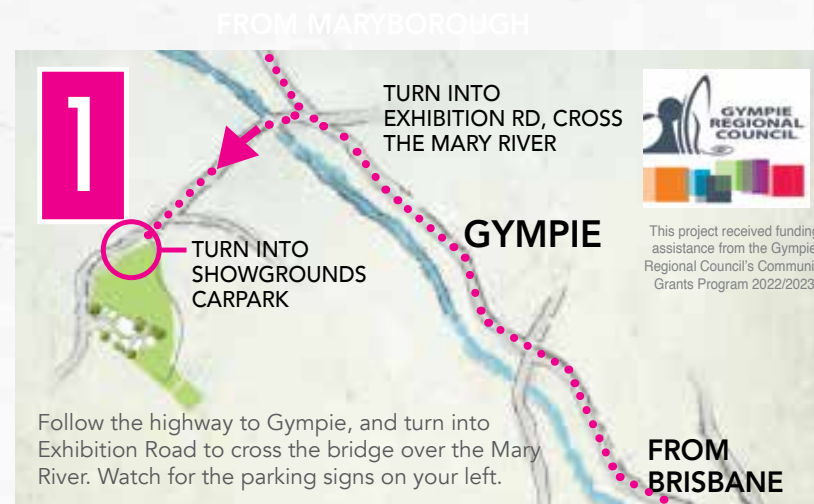 FROM MARYBOROUGH
1
TURN INTO
EXHIBITION RD, CROSS
THE MARY RIVER
GYMPIE
REGIONAL
COUNCIL
GYMPIE
This project received funding
assistance from the Gympie
Regional Council's Communi
Grants Program 2022/2023
TURN INTO
SHOWGROUNDS
CARPARK
Follow the highway to Gympie, and turn into
Exhibition Road to cross the bridge over the Mary
River. Watch for the parking signs on your left.
FROM
BRISBANE